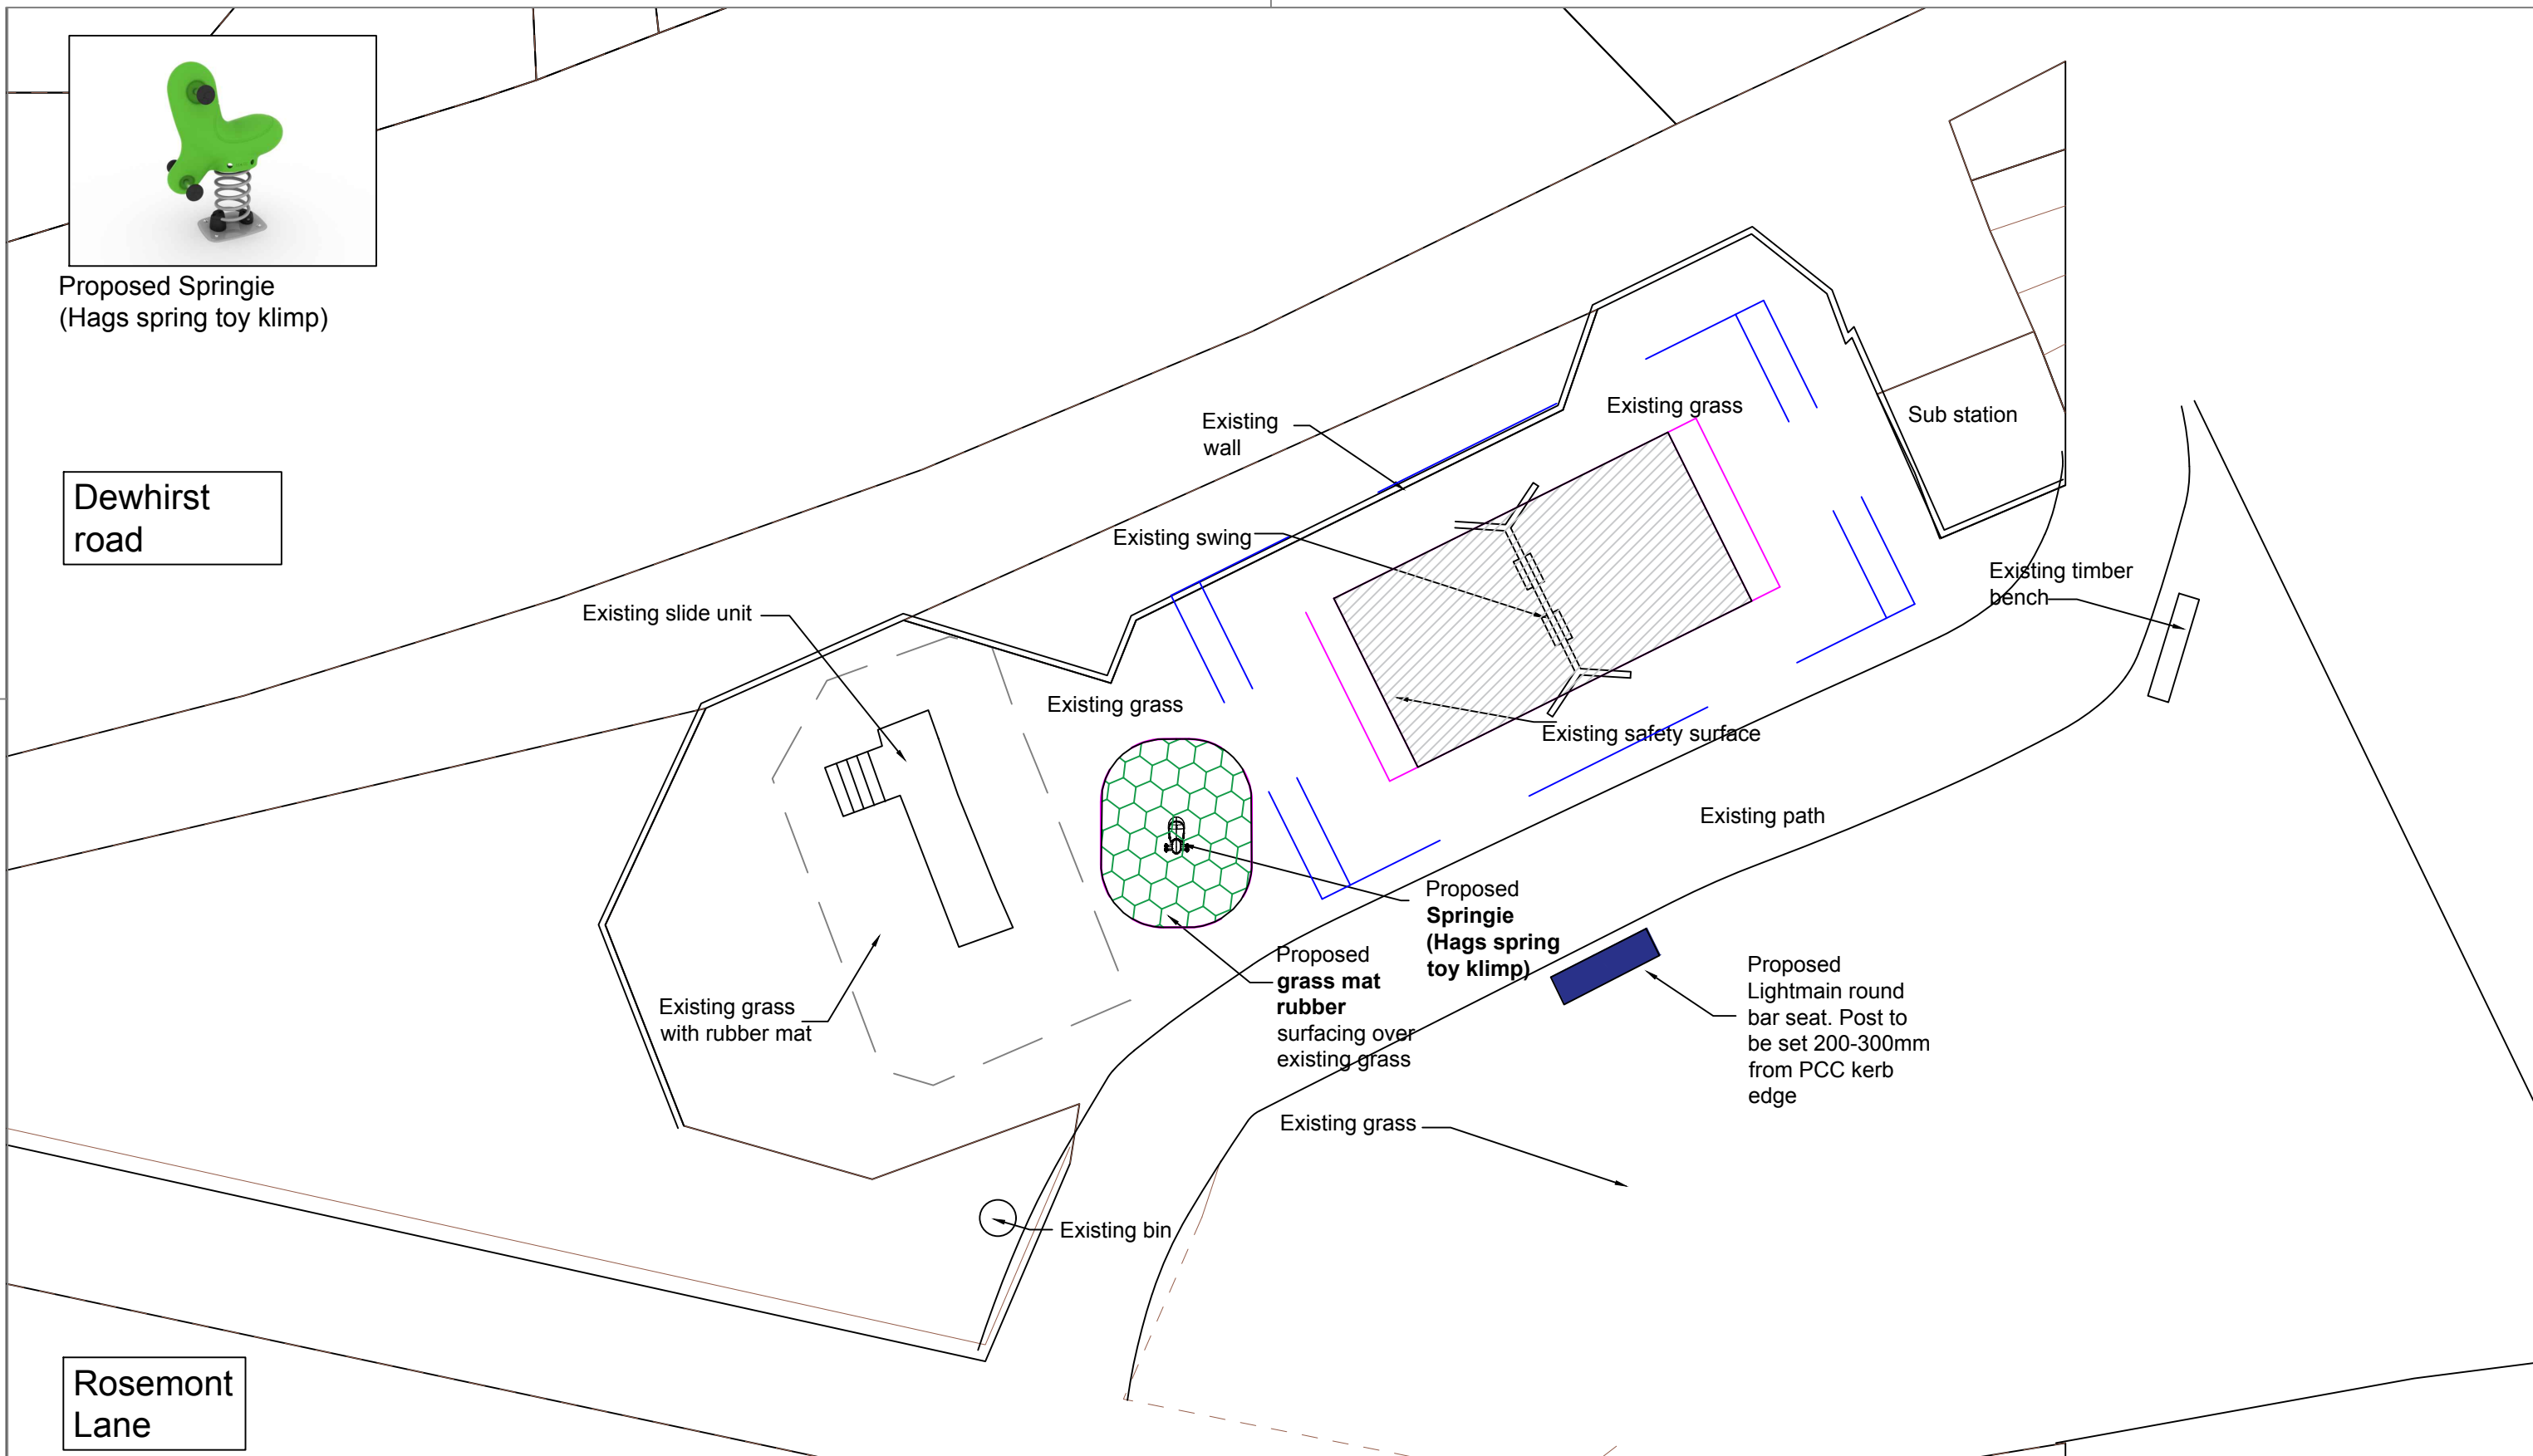 Proposed Springie
(Hags spring toy klimp)
Dewhirst
road
Existing
wall
Existing grass
Sub station
Existing swing
Existing timber
bench
Existing slide unit
Existing grass
Existing safety surface
Existing path
Proposed
Springie
(Hags spring
toy klimp)
Proposed
grass mat
rubber
surfacing over
existing grass
Proposed
Lightmain round
bar seat. Post to
be set 200-300mm
from PCC kerb
edge
Existing grass
with rubber mat
Existing grass
Existing bin
Rosemont
Lane